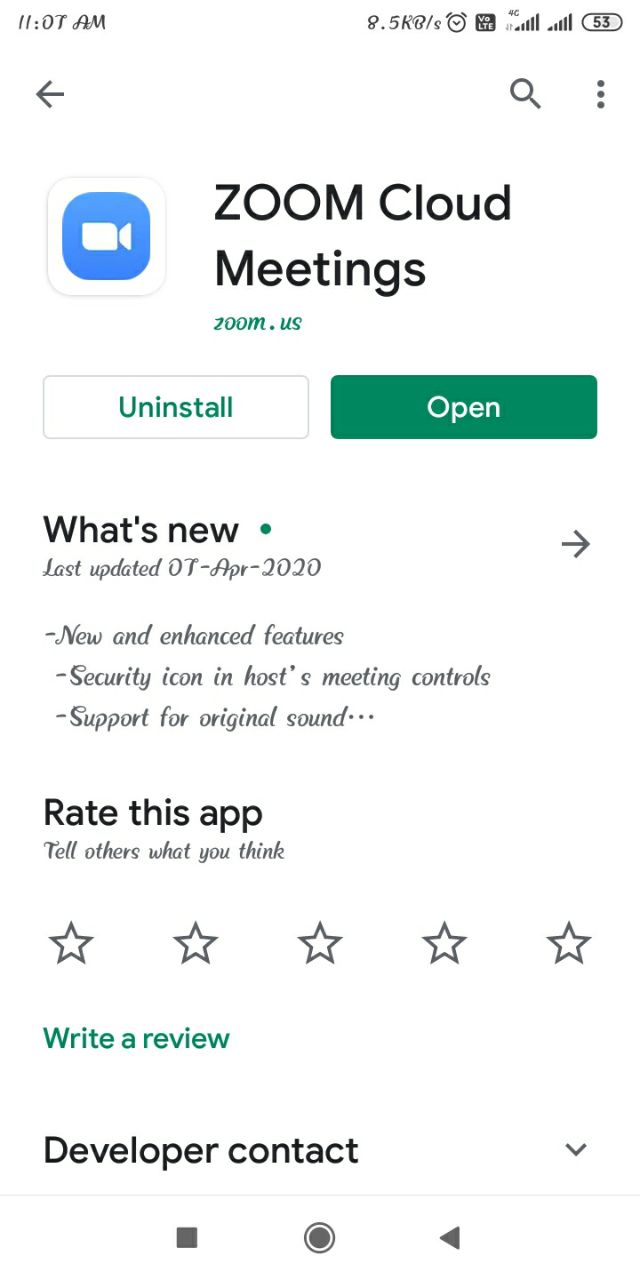 11:07 AM
8.5KB/s
Vo
LTE
4G
53
ZOOM Cloud
Meetings
zoom.us
Uninstall
Open
What's new
Last updated 07-Apr-2020
-New and enhanced features
-Security icon in host's meeting controls
-Support for original sound...
Rate this app
Tell others what you think
Write a review
Developer contact